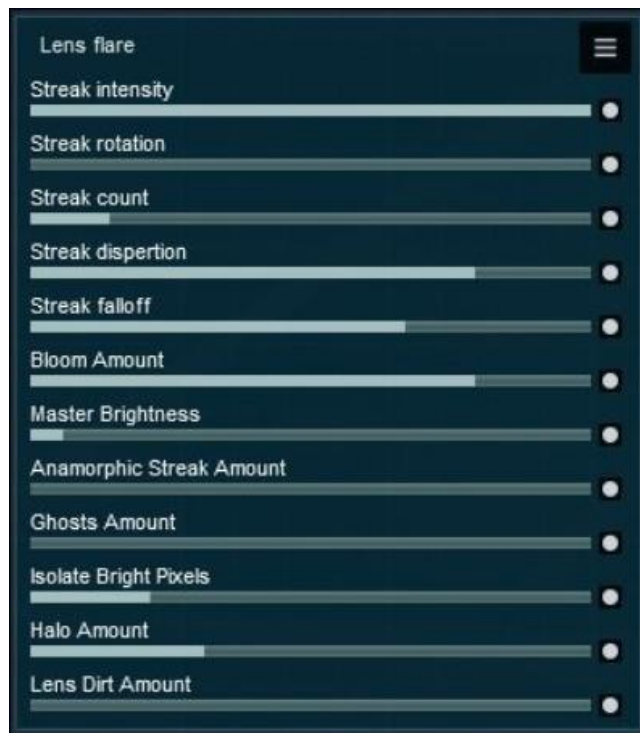 Lens flare
Streak intensity
Streak rotation
Streak count
Streak dispertion
Streak falloff
Bloom Amount
Master Brightness
Anamorphic Streak Amount
Ghosts Amount
Isolate Bright Pixels
Halo Amount
Lens Dirt Amount